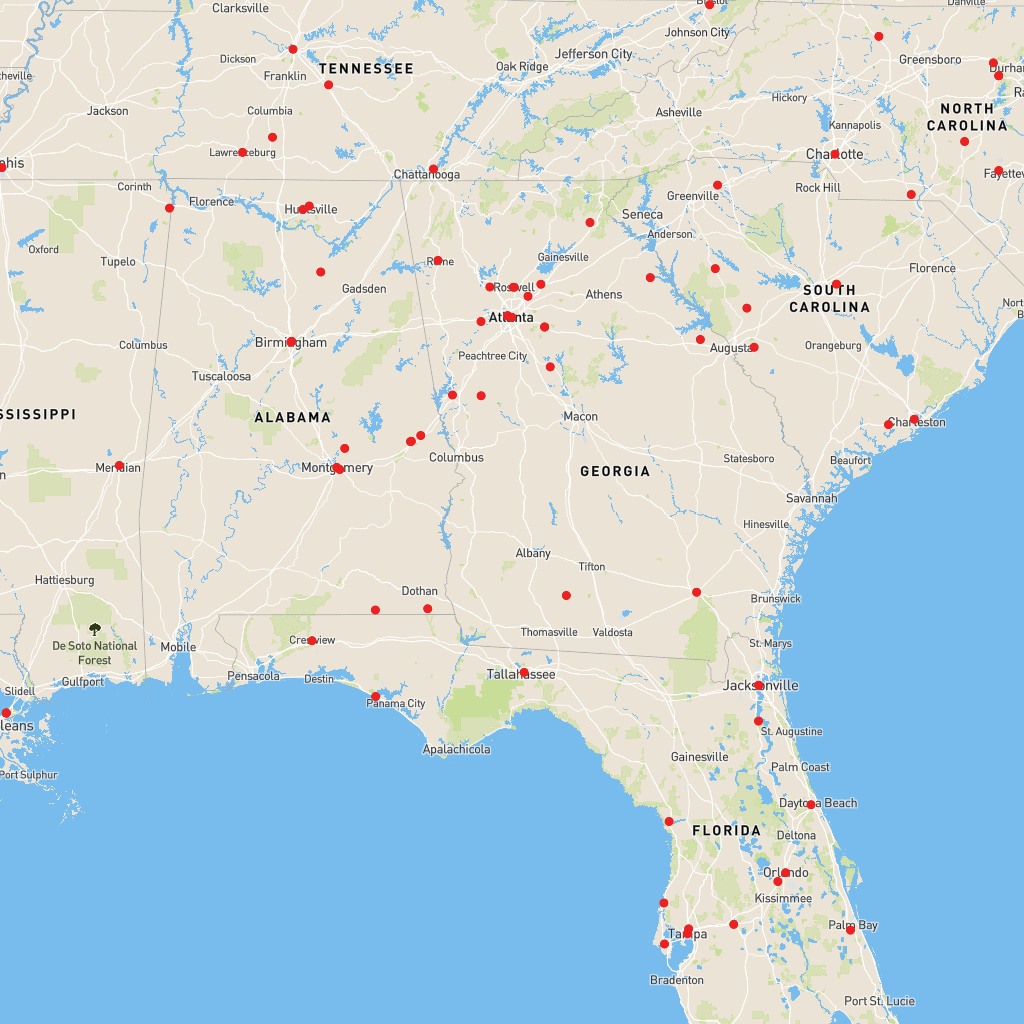 Clarksville
Bristol
Danville
Johnson City
Dickson
TENNESSEE
Jefferson City
Oak Ridge
Greensboro
Franklin
Durham
Jackson
Columbia
Hickory
NORTH
CAROLINA
Asheville
Kannapolis
Lawrenceburg
Charlotte
Chattanooga
Fayettev
Corinth
Rock Hill
Florence
Huntsville
Greenville
Seneca
Anderson
Oxford
Tupelo
Rome
Gainesville
Florence
Gadsden
Roswell
Athens
SOUTH
CAROLINA
Atlanta
Columbus
Birmingham
Peachtree City
Augusta
Orangeburg
Tuscaloosa
SSISSIPPI
ALABAMA
Macon
Charleston
Meridian
Montgomery
Columbus
GEORGIA
Statesboro
Beaufort
Savannah
Hinesville
Albany
Tifton
Hattiesburg
Dothan
Brunswick
De Soto National
Forest
Mobile
Crestview
Thomasville
Valdosta
St. Marys
Pensacola
Destin
Tallahassee
Gulfport
Slidell
Jacksonville
Panama City
leans
St. Augustine
Apalachicola
Gainesville
Palm Coast
Port Sulphur
Daytona Beach
FLORIDA
Deltona
Orlando
Kissimmee
Tampa
Palm Bay
Bradenton
Port St. Lucie